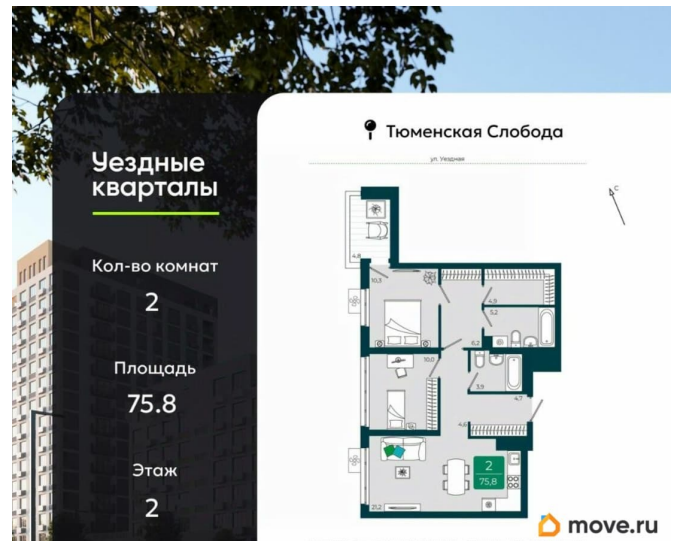 Уездные
кварталы
Кол-во комнат
2
Площадь
75.8
Этаж
2
Тюменская Слобода
ул. Уездная
С
4,8
10,3
4,9
5,2
6,2
10,0
3,9
4,7
2
75,8
21,2
move.ru